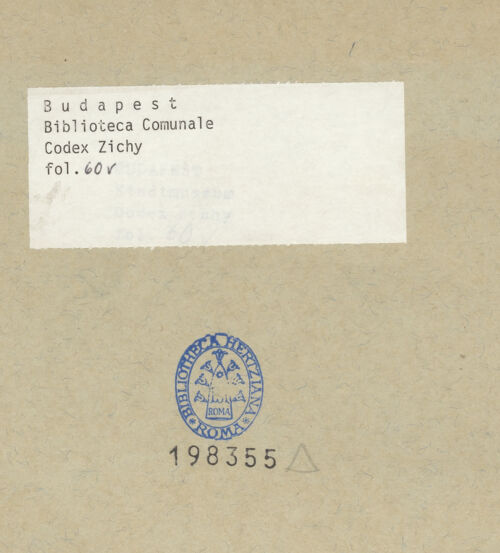 Budapest
Biblioteca Comunale
Codex Zichy
fol. 60v
BIBLIOTHECA HERTZIANA
ROMA
ROMA
198355